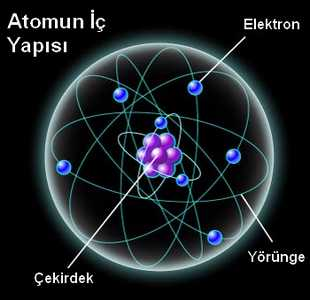 Atomun İç
Yapısı
Elektron
Yörünge
Çekirdek